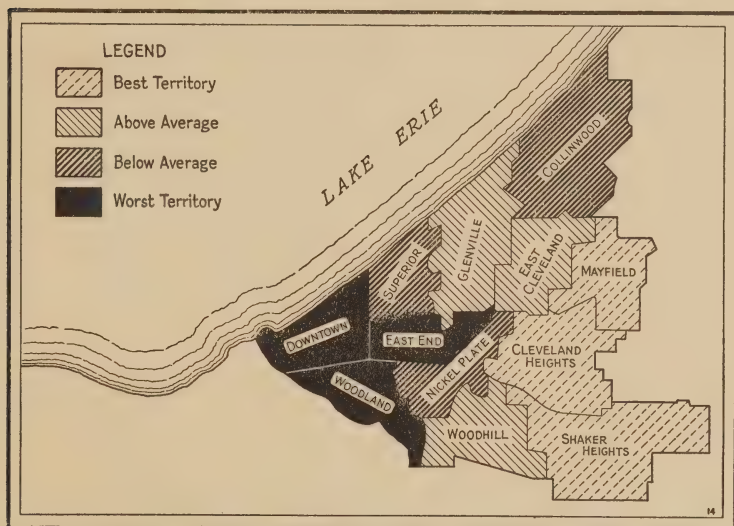 LEGEND
Best Territory
Above Average
Below Average
Worst Territory
LAKE ERIE
COLLINWOOD
SUPERIOR
GLENVILLE
EAST
CLEVELAND
MAYFIELD
DOWNTOWN
EAST END
NICKEL PLATE
CLEVELAND
HEIGHTS
WOODLAND
WOODHILL
SHAKER
HEIGHTS
14